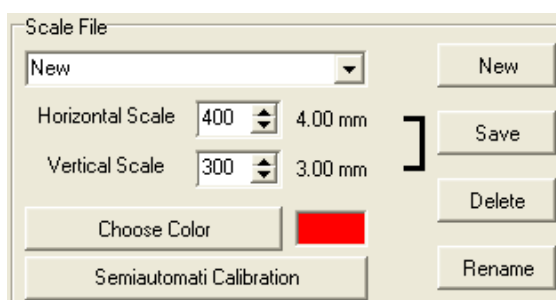 Scale File
New
New
Horizontal Scale 400 4.00 mm
Save
Vertical Scale 300 3.00 mm
Delete
Choose Color
Semiautomati Calibration
Rename